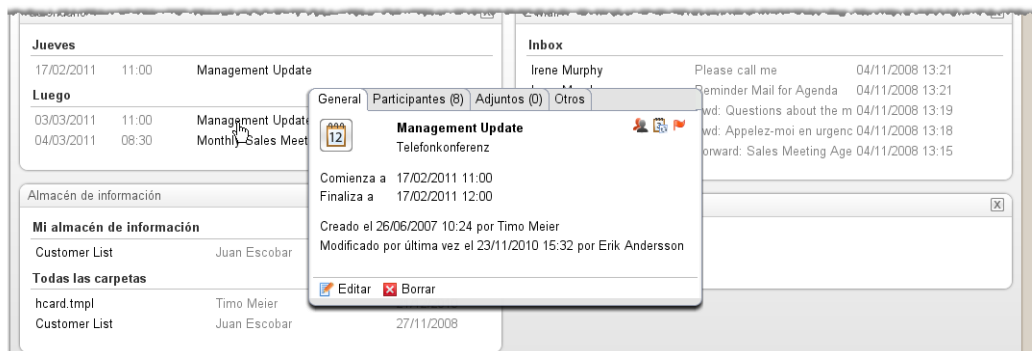 Jueves
17/02/2011 11:00 Management Update
Luego
03/03/2011 11:00 Management Update
04/03/2011 08:30 Monthly Sales Meet
Almacén de información
Mi almacén de información
Customer List Juan Escobar
Todas las carpetas
hcard.tmpl Timo Meier
Customer List Juan Escobar 27/11/2008
General Participantes (8) Adjuntos (0) Otros
12 Management Update
Telefonkonferenz
Comienza a 17/02/2011 11:00
Finaliza a 17/02/2011 12:00
Creado el 26/06/2007 10:24 por Timo Meier
Modificado por última vez el 23/11/2010 15:32 por Erik Andersson
Editar Borrar
Inbox
Irene Murphy Please call me 04/11/2008 13:21
Reminder Mail for Agenda 04/11/2008 13:21
wd: Questions about the m 04/11/2008 13:19
wd: Appelez-moi en urgenc 04/11/2008 13:18
orward: Sales Meeting Age 04/11/2008 13:15